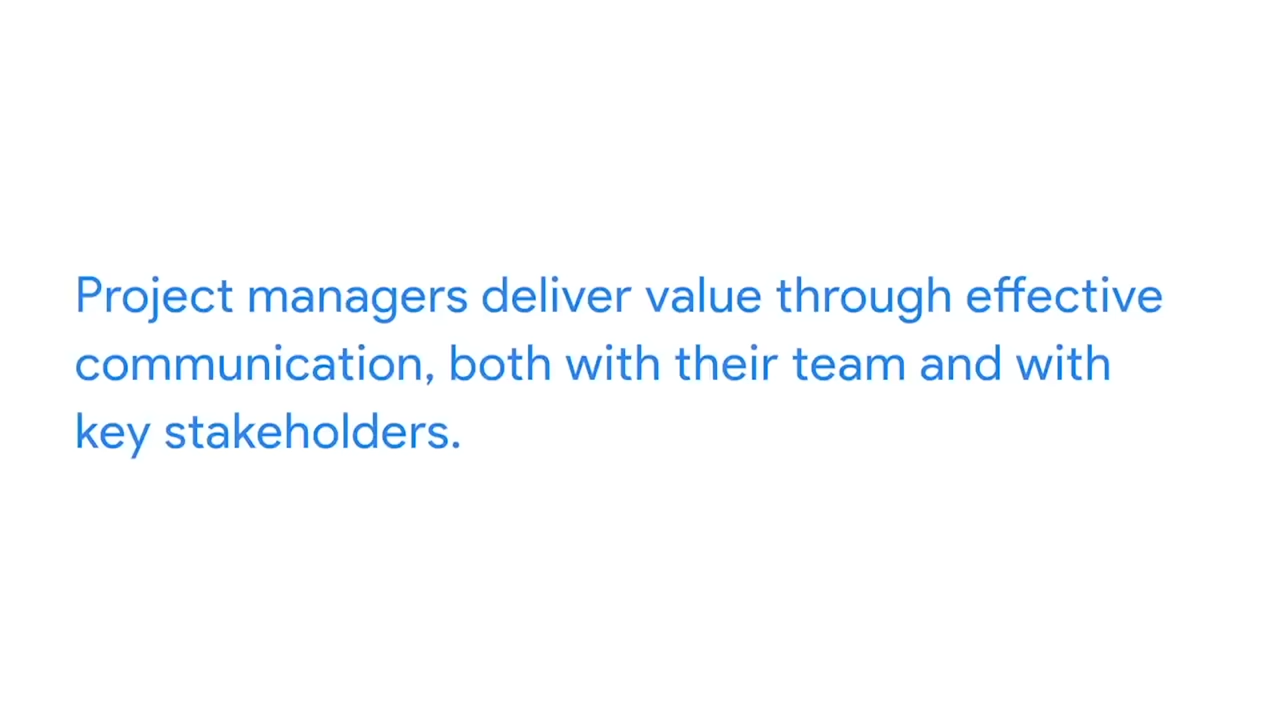 Project managers deliver value through effective
communication, both with their team and with
key stakeholders.